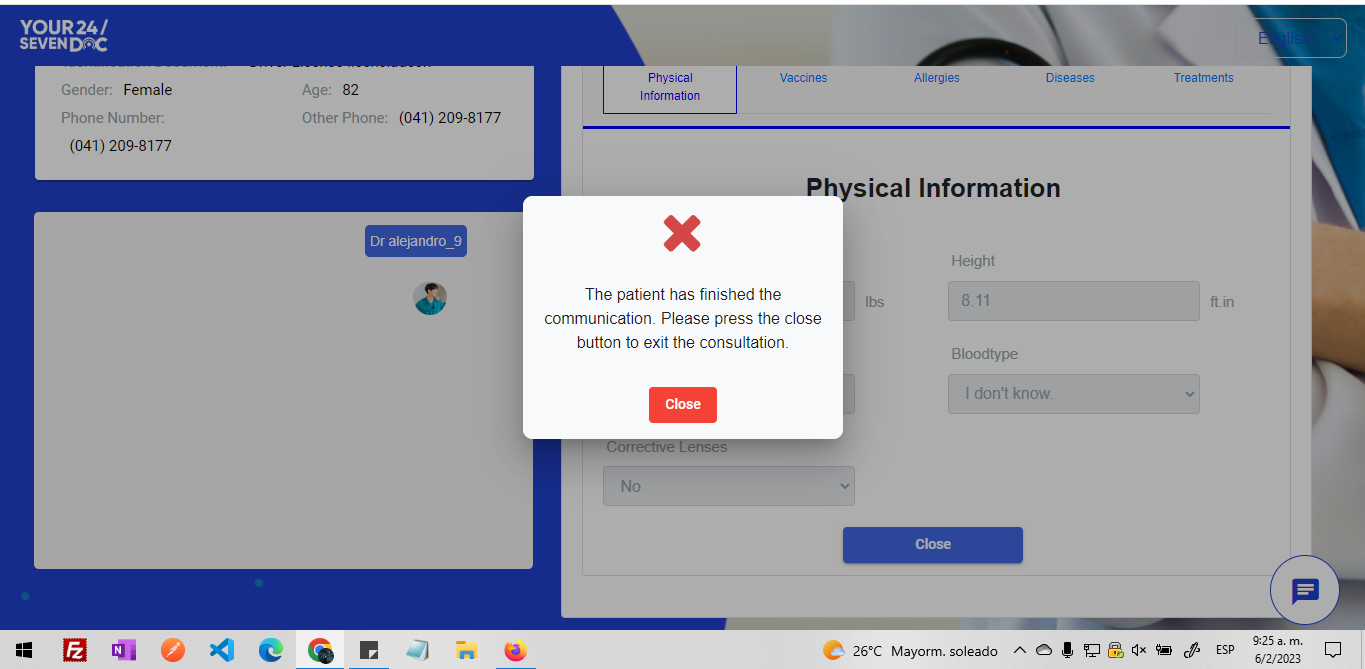 YOUR 24/
SEVEN DOC
English
Gender: Female
Age: 82
Phone Number:
Other Phone: (041) 209-8177
(041) 209-8177
Dr alejandro_9
Physical
Information
Vaccines
Allergies
Diseases
Treatments
Physical Information
lbs
Height
8.11
ft.in
Bloodtype
I don't know.
Corrective Lenses
No
Close
The patient has finished the
communication. Please press the close
button to exit the consultation.
Close
26°C Mayorm. soleado
ESP
9:25 a. m.
6/2/2023